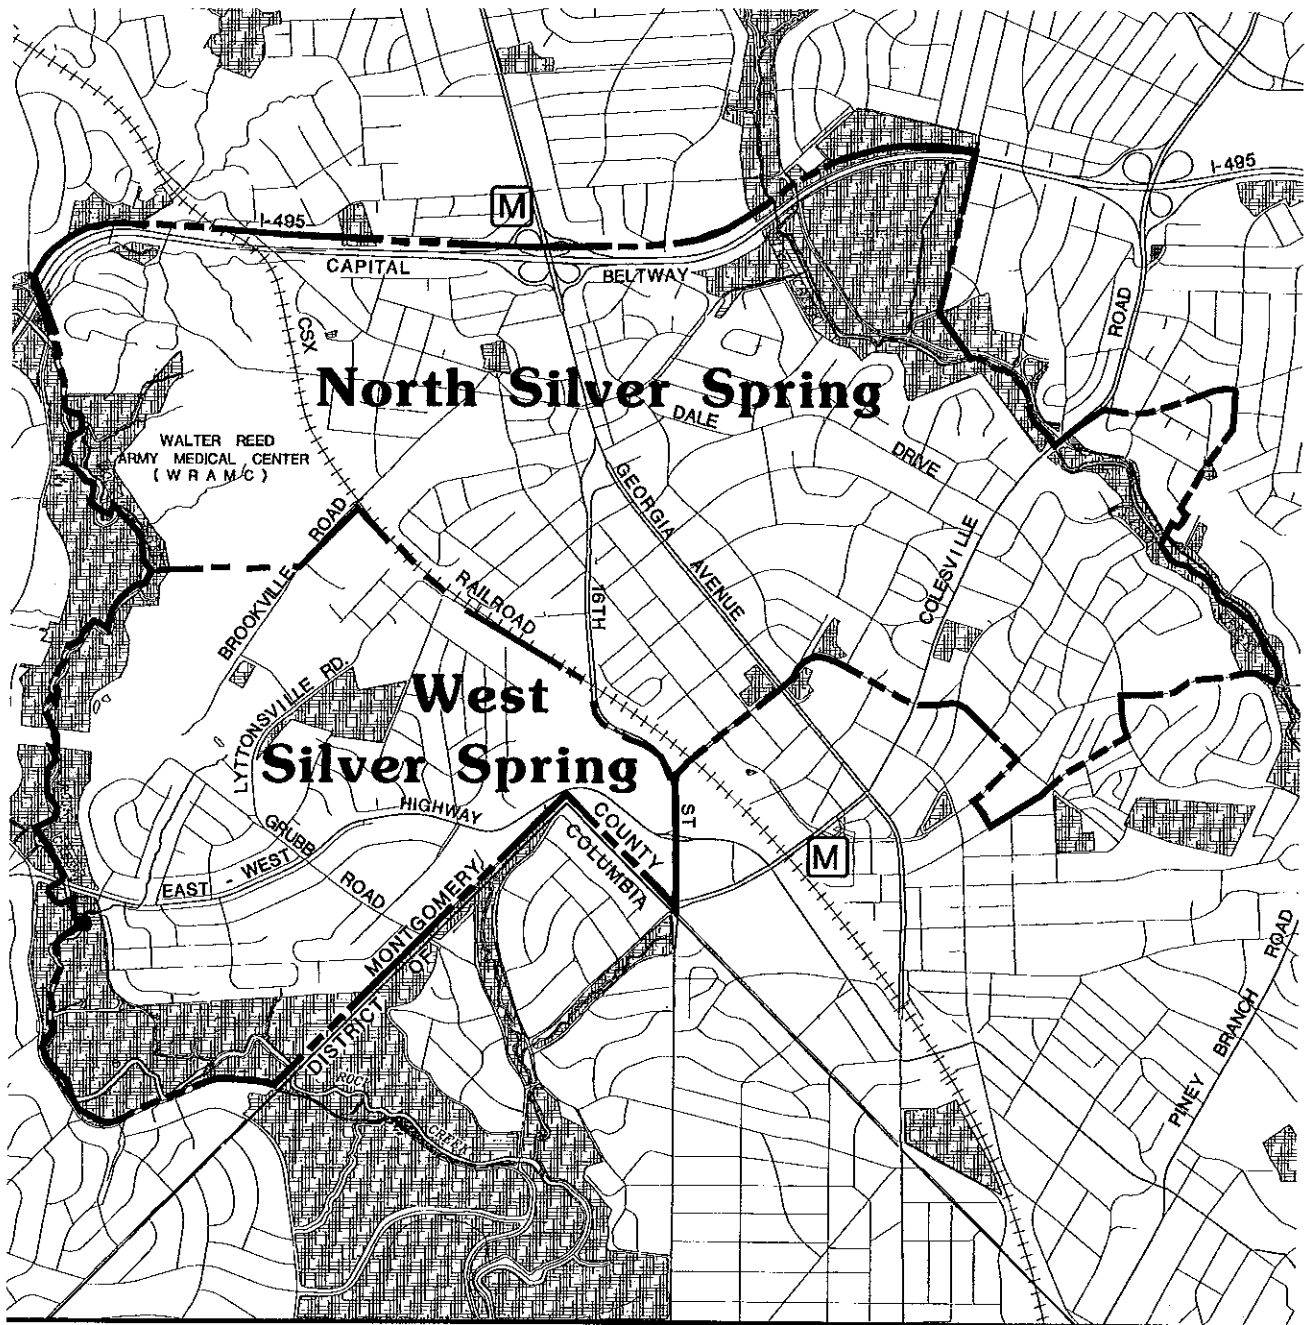 I-495
I-495
M
CAPITAL
BELTWAY
CSX
ROAD
North Silver Spring
DALE
DRIVE
WALTER REED
ARMY MEDICAL CENTER
( W R A M C )
GEORGIA
AVENUE
COLESVILLE
BROOKVILLE
ROAD
RAILROAD
16TH
ST
LYTTONSVILLE RD.
West
Silver Spring
HIGHWAY
EAST - WEST
GRUBB
ROAD
COUNTY
COLUMBIA
MONTGOMERY
OF
DISTRICT
M
ROCK
CREEK
PINEY BRANCH ROAD